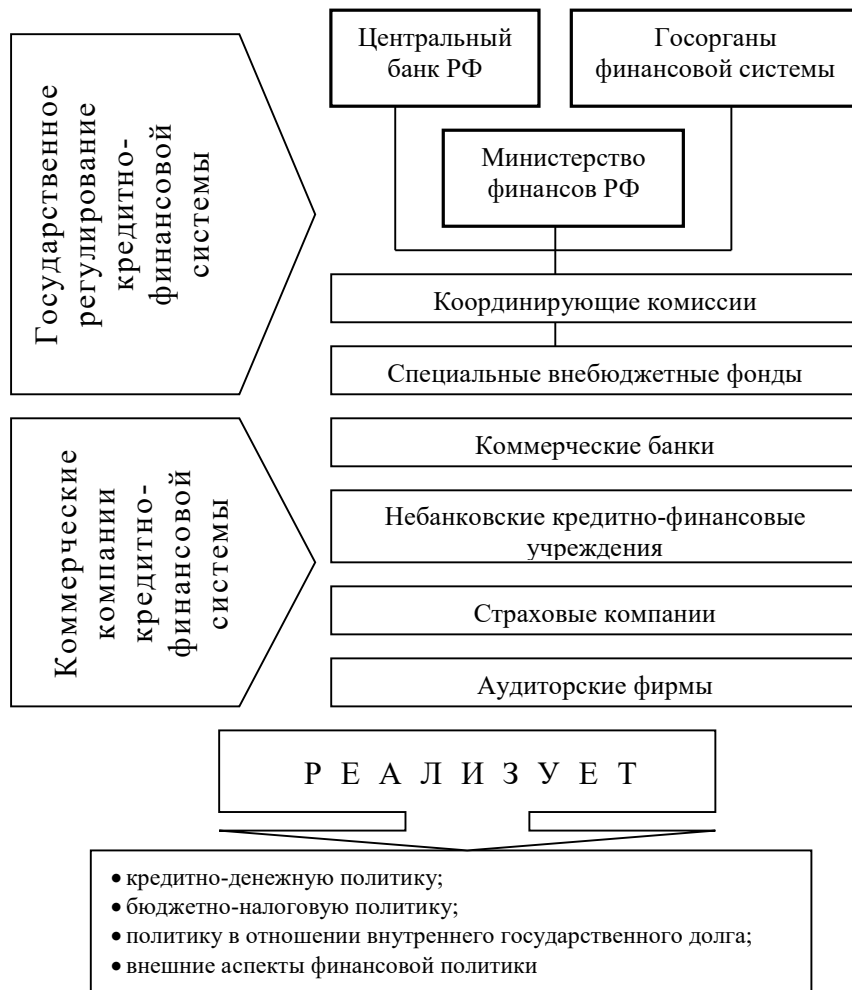 Государственное
регулирование
кредитно-
финансовой
системы
Центральный
банк РФ
Госорганы
финансовой системы
Министерство
финансов РФ
Координирующие комиссии
Специальные внебюджетные фонды
Коммерческие
компании
кредитно-
финансовой
системы
Коммерческие банки
Небанковские кредитно-финансовые
учреждения
Страховые компании
Аудиторские фирмы
Р Е А Л И З У Е Т
• кредитно-денежную политику;
• бюджетно-налоговую политику;
• политику в отношении внутреннего государственного долга;
• внешние аспекты финансовой политики